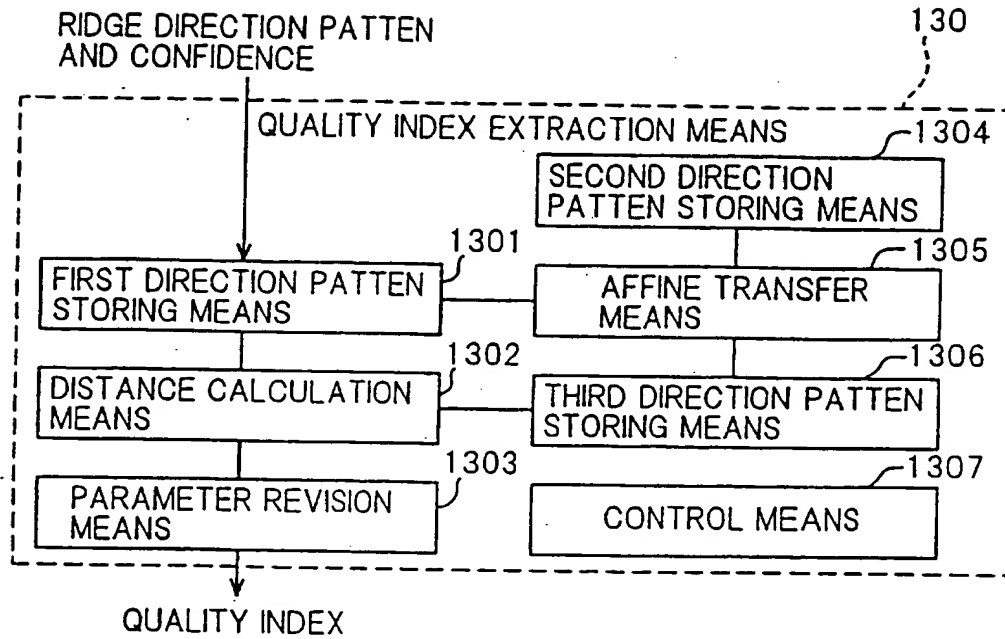 RIDGE DIRECTION PATTEN
AND CONFIDENCE
130
QUALITY INDEX EXTRACTION MEANS
1304
SECOND DIRECTION
PATTEN STORING MEANS
1301
FIRST DIRECTION PATTEN
STORING MEANS
1305
AFFINE TRANSFER
MEANS
1302
DISTANCE CALCULATION
MEANS
1306
THIRD DIRECTION PATTEN
STORING MEANS
1303
PARAMETER REVISION
MEANS
1307
CONTROL MEANS
QUALITY INDEX